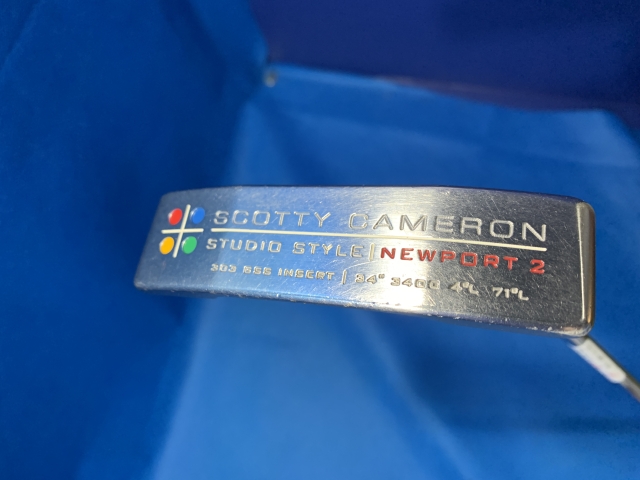 SCOTTY CAMERON
STUDIO STYLE | NEWPORT 2
303 SSS INSERT | 34" 340G 4°L 71°L